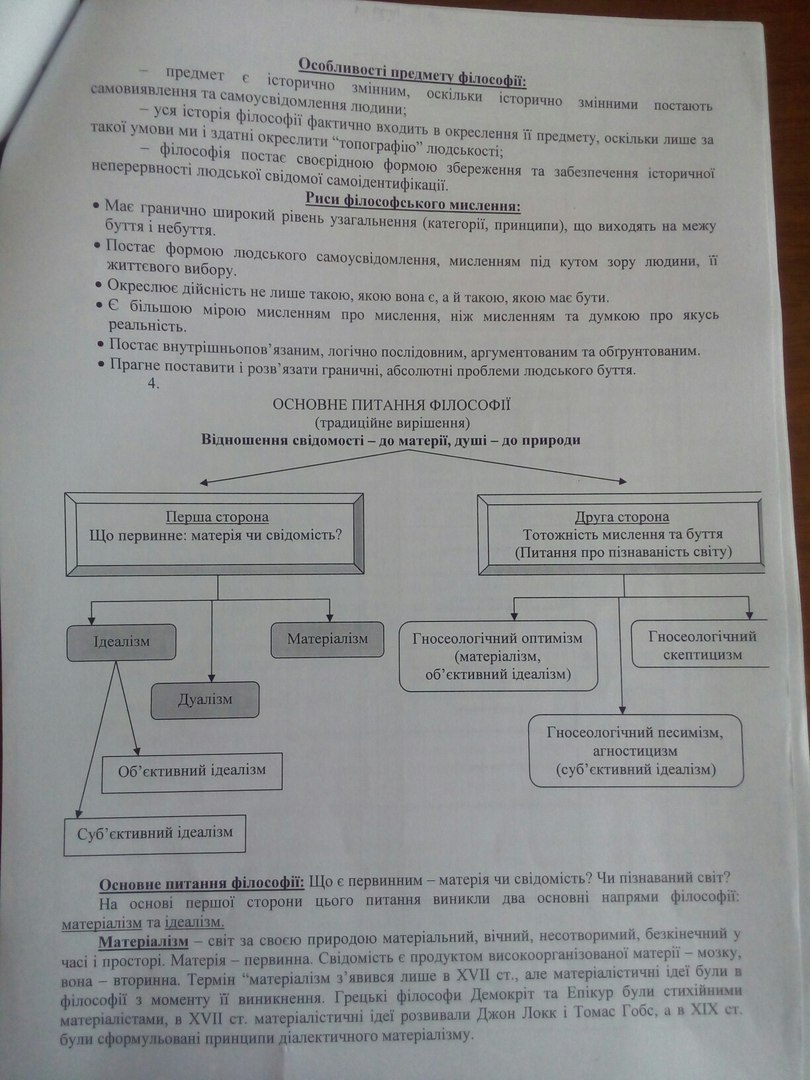 Особливості предмету філософії:
– предмет є історично змінним, оскільки історично змінними постають
самовиявлення та самоусвідомлення людини;
– уся історія філософії фактично входить в окреслення її предмету, оскільки лише за
такої умови ми і здатні окреслити “топографію” людськості;
– філософія постає своєрідною формою збереження та забезпечення історичної
неперервності людської свідомої самоідентифікації.
Риси філософського мислення:
• Має гранично широкий рівень узагальнення (категорії, принципи), що виходять на межу
буття і небуття.
• Постає формою людського самоусвідомлення, мисленням під кутом зору людини, її
життєвого вибору.
• Окреслює дійсність не лише такою, якою вона є, а й такою, якою має бути.
• Є більшою мірою мисленням про мислення, ніж мисленням та думкою про якусь
реальність.
• Постає внутрішньопов’язаним, логічно послідовним, аргументованим та обґрунтованим.
• Прагне поставити і розв’язати граничні, абсолютні проблеми людського буття.
4.
ОСНОВНЕ ПИТАННЯ ФІЛОСОФІЇ
(традиційне вирішення)
Відношення свідомості – до матерії, душі – до природи
Перша сторона
Що первинне: матерія чи свідомість?
Друга сторона
Тотожність мислення та буття
(Питання про пізнаваність світу)
Ідеалізм
Дуалізм
Матеріалізм
Об’єктивний ідеалізм
Суб’єктивний ідеалізм
Гносеологічний оптимізм
(матеріалізм,
об’єктивний ідеалізм)
Гносеологічний
скептицизм
Гносеологічний песимізм,
агностицизм
(суб’єктивний ідеалізм)
Основне питання філософії: Що є первинним – матерія чи свідомість? Чи пізнаваний світ?
На основі першої сторони цього питання виникли два основні напрями філософії:
матеріалізм та ідеалізм.
Матеріалізм – світ за своєю природою матеріальний, вічний, несотворимий, безкінечний у
часі і просторі. Матерія – первинна. Свідомість є продуктом високоорганізованої матерії – мозку,
вона – вторинна. Термін “матеріалізм з’явився лише в XVII ст., але матеріалістичні ідеї були в
філософії з моменту її виникнення. Грецькі філософи Демокріт та Епікур були стихійними
матеріалістами, в XVII ст. матеріалістичні ідеї розвивали Джон Локк і Томас Гобс, а в XIX ст.
були сформульовані принципи діалектичного матеріалізму.